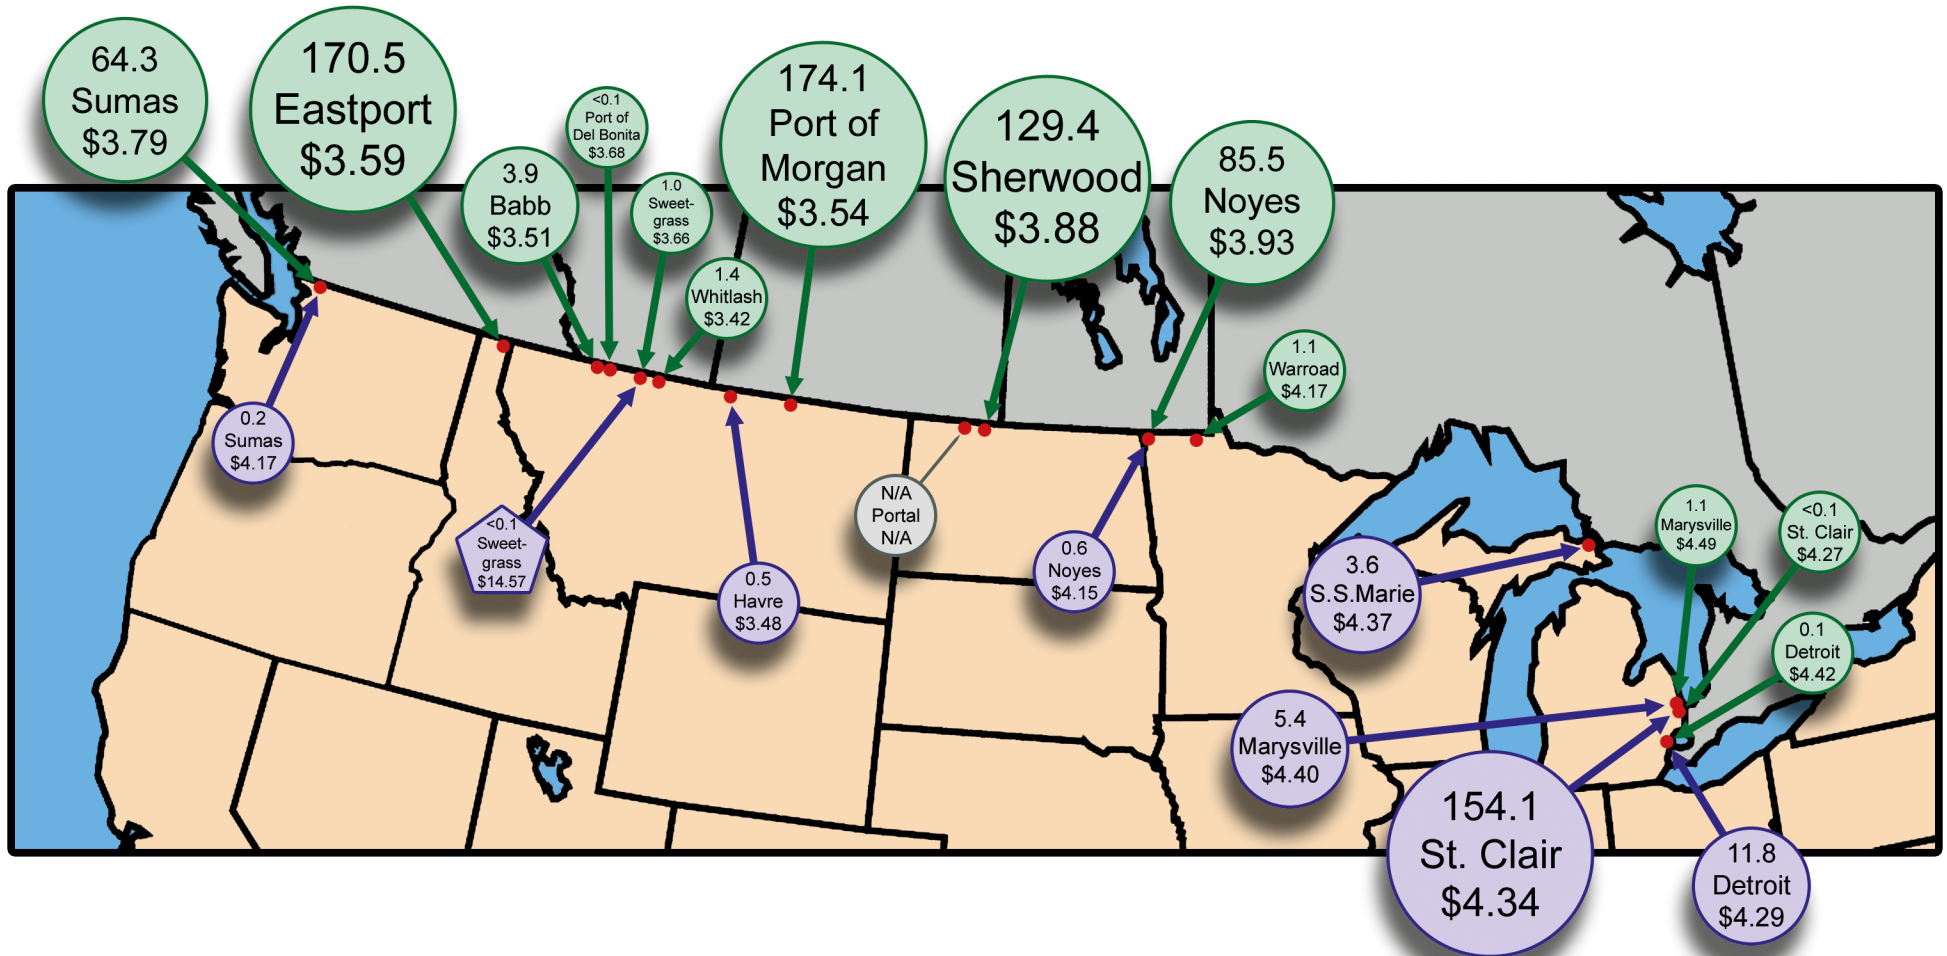 64.3
Sumas
$3.79
170.5
Eastport
$3.59
3.9
Babb
$3.51
<0.1
Port of
Del Bonita
$3.68
1.0
Sweet-
grass
$3.66
1.4
Whitlash
$3.42
174.1
Port of
Morgan
$3.54
129.4
Sherwood
$3.88
85.5
Noyes
$3.93
1.1
Warroad
$4.17
0.2
Sumas
$4.17
<0.1
Sweet-
grass
$14.57
0.5
Havre
$3.48
N/A
Portal
N/A
0.6
Noyes
$4.15
3.6
S.S.Marie
$4.37
1.1
Marysville
$4.49
<0.1
St. Clair
$4.27
0.1
Detroit
$4.42
5.4
Marysville
$4.40
154.1
St. Clair
$4.34
11.8
Detroit
$4.29